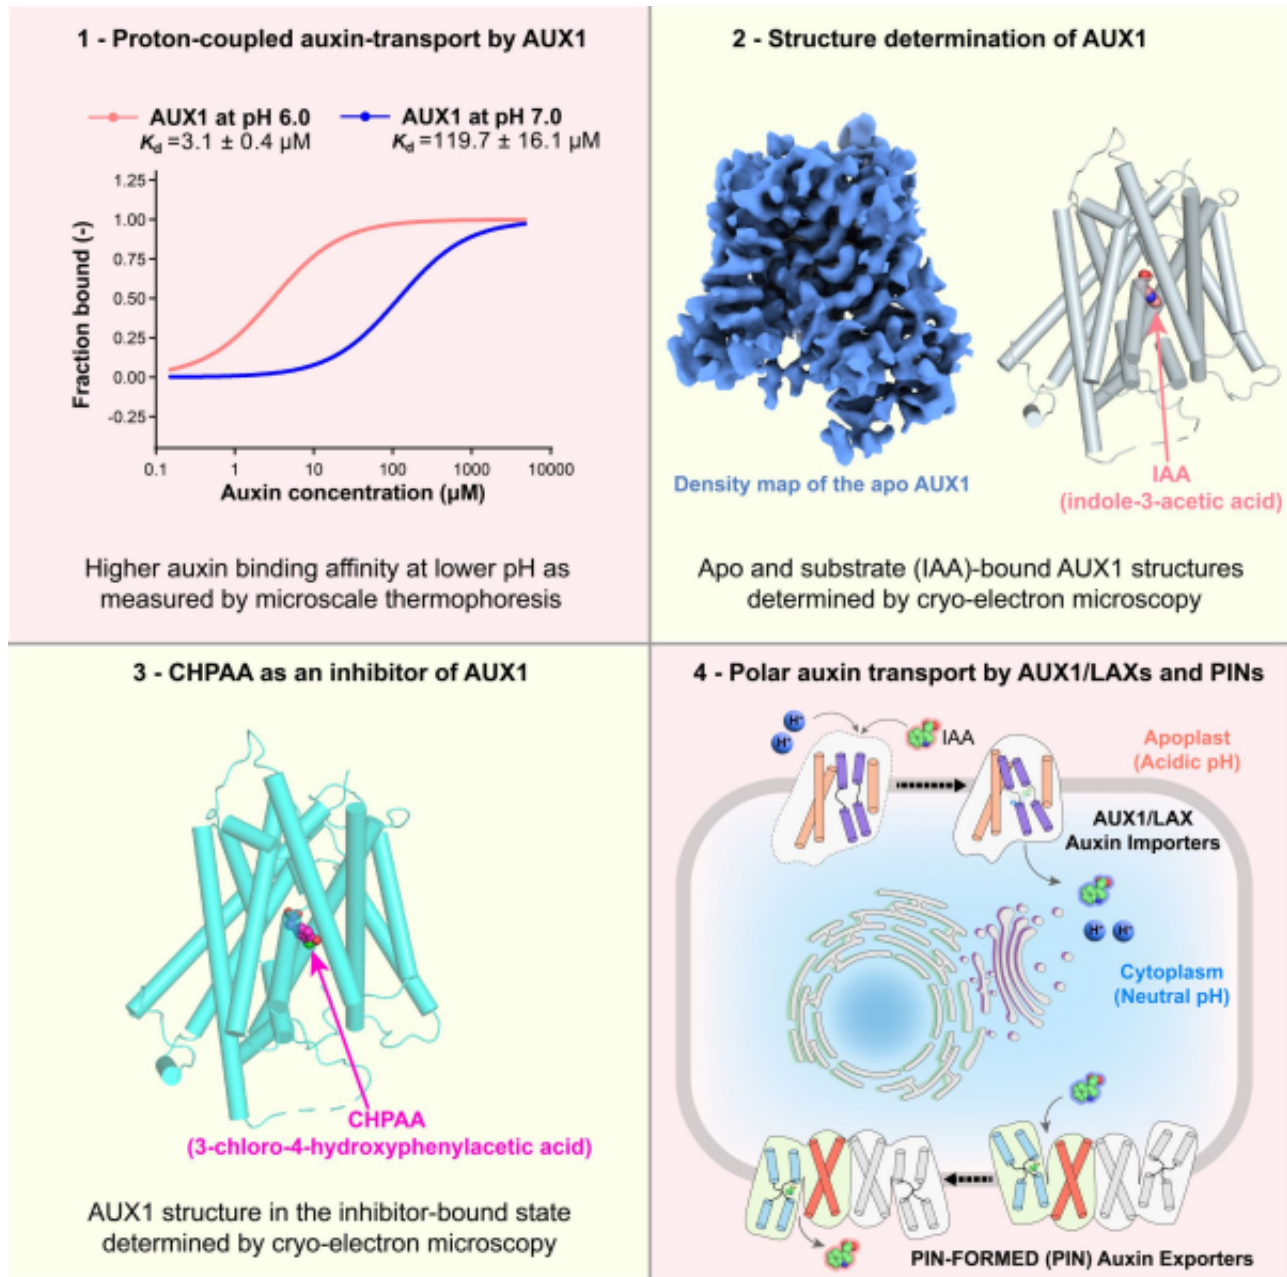 1 - Proton-coupled auxin-transport by AUX1
AUX1 at pH 6.0
Kd =3.1 ± 0.4 µM
AUX1 at pH 7.0
Kd =119.7 ± 16.1 µM
Fraction bound (-)
1.25
1.00
0.75
0.50
0.25
0.00
-0.25
0.1 1 10 100 1000 10000
Auxin concentration (µM)
Higher auxin binding affinity at lower pH as
measured by microscale thermophoresis
2 - Structure determination of AUX1
Density map of the apo AUX1
IAA
(indole-3-acetic acid)
Apo and substrate (IAA)-bound AUX1 structures
determined by cryo-electron microscopy
3 - CHPAA as an inhibitor of AUX1
CHPAA
(3-chloro-4-hydroxyphenylacetic acid)
AUX1 structure in the inhibitor-bound state
determined by cryo-electron microscopy
4 - Polar auxin transport by AUX1/LAXs and PINs
H+
H+
IAA
Apoplast
(Acidic pH)
AUX1/LAX
Auxin Importers
H+ H+
Cytoplasm
(Neutral pH)
PIN-FORMED (PIN) Auxin Exporters